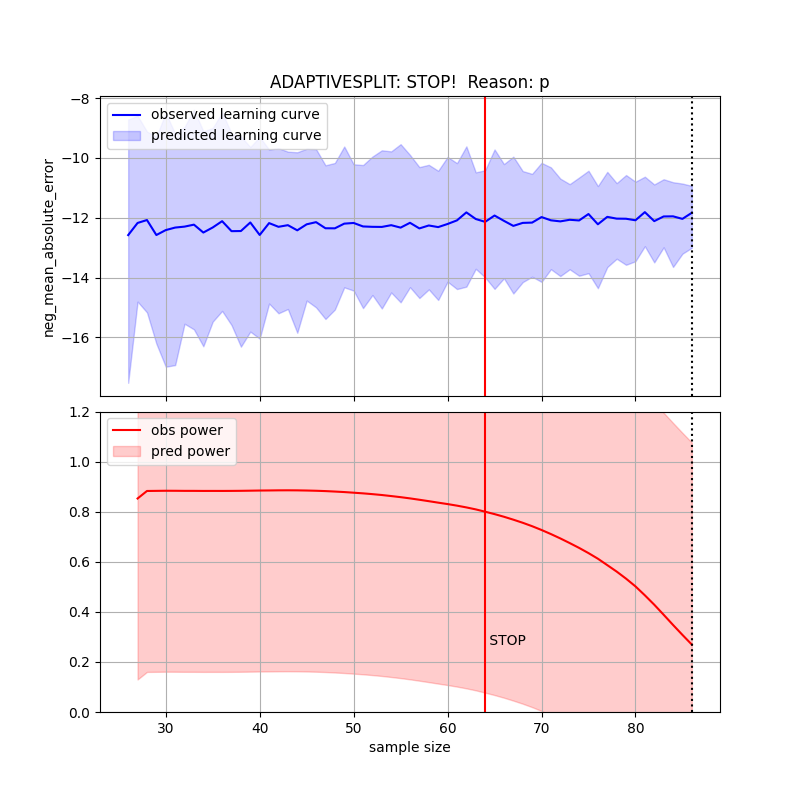 ADAPTIVESPLIT: STOP!  Reason: p
neg_mean_absolute_error
−8
−10
−12
−14
−16
observed learning curve
predicted learning curve
1.2
1.0
0.8
0.6
0.4
0.2
0.0
obs power
pred power
STOP
30 40 50 60 70 80
sample size